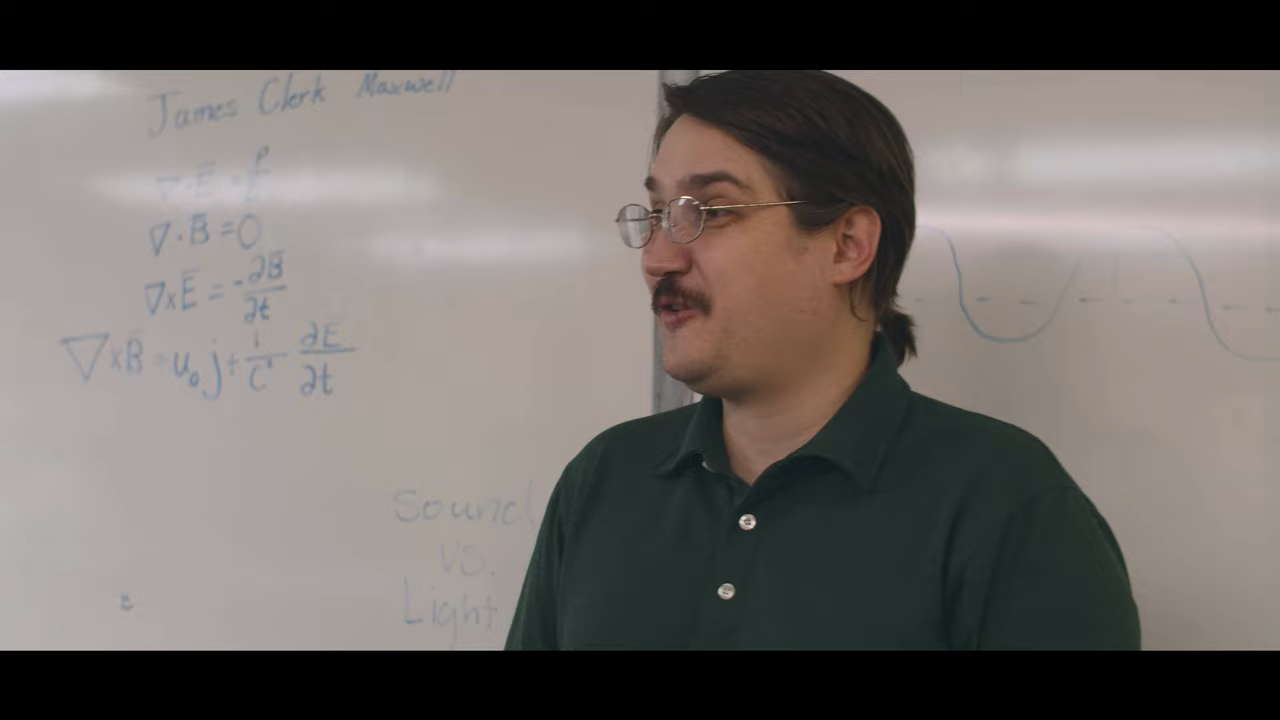 James Clerk Maxwell
∇·E = ρ/ε
∇·B̄ = 0
∇×Ē = -∂B̄/∂t
∇×B̄ = u₀j + 1/c² ∂Ē/∂t
Sound
vs.
Light